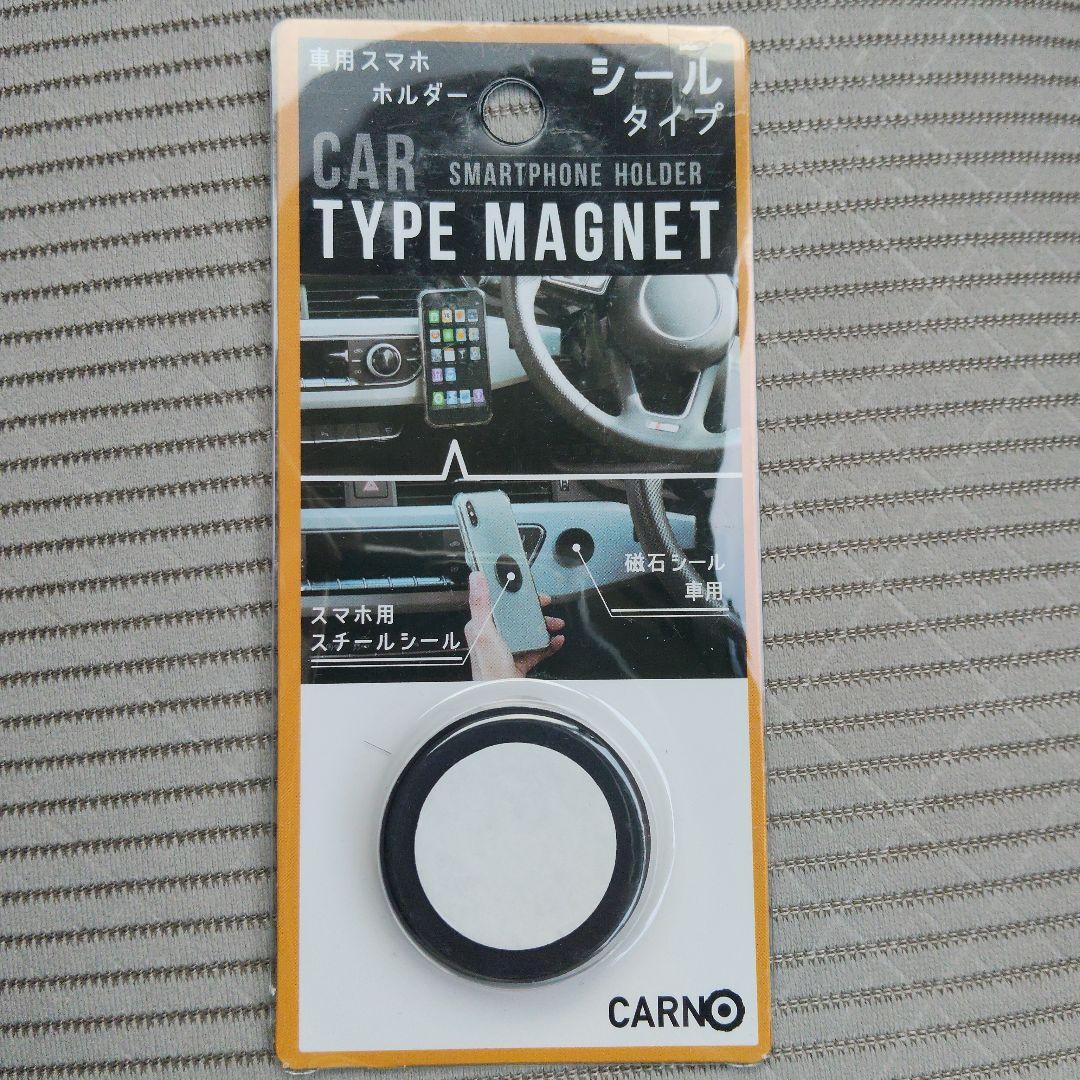 車用スマホ
ホルダー
シール
タイプ
CAR
SMARTPHONE HOLDER
TYPE MAGNET
磁石シール
車用
スマホ用
スチールシール
CARNO